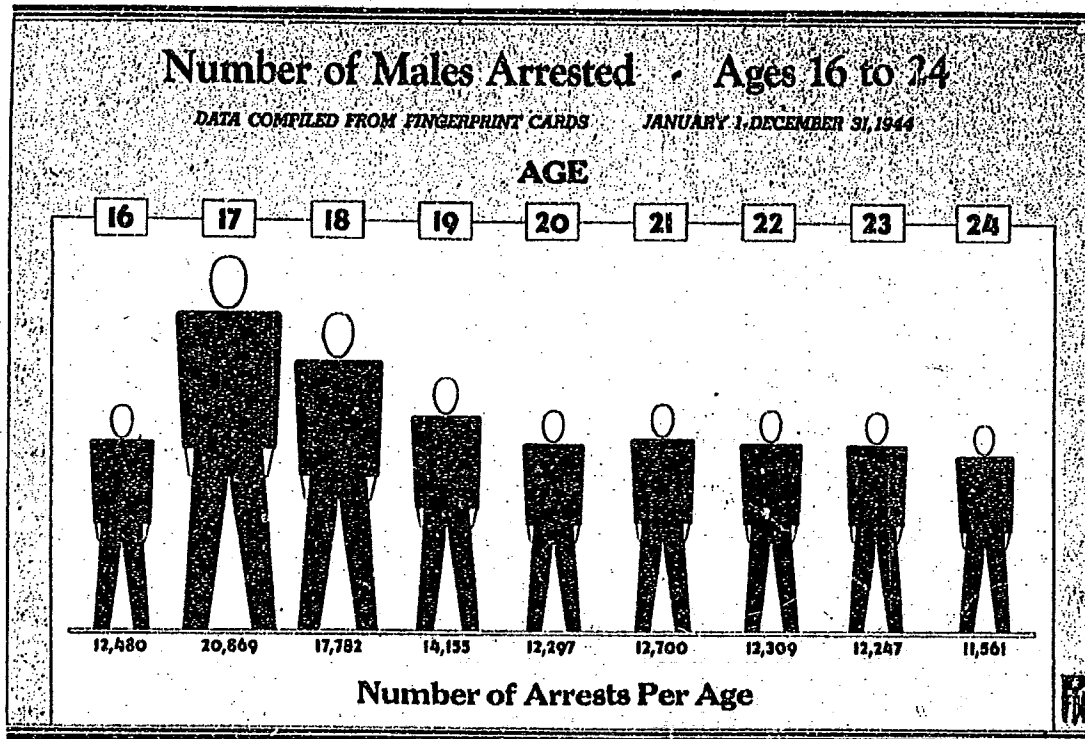 Number of Males Arrested - Ages 16 to 24
DATA COMPILED FROM FINGERPRINT CARDS JANUARY 1, DECEMBER 31, 1944
AGE
16 17 18 19 20 21 22 23 24
12,480 20,869 17,782 14,155 12,297 12,700 12,309 12,247 11,561
Number of Arrests Per Age